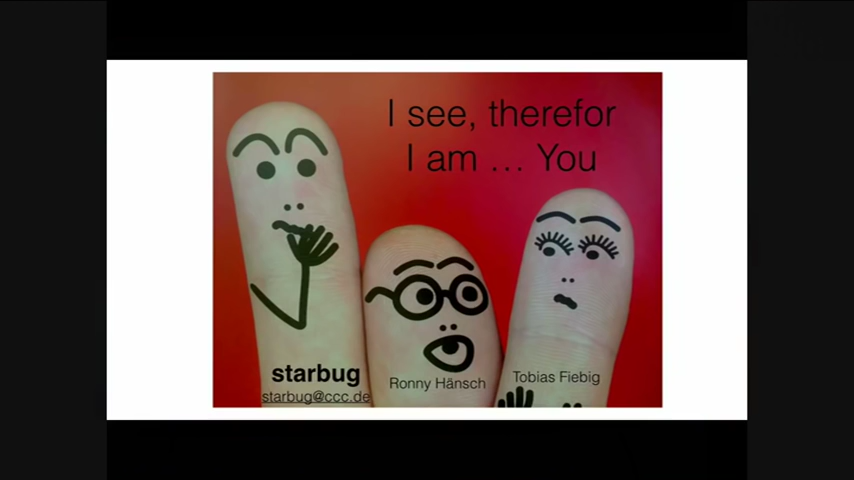 I see, therefor
I am ... You
starbug
starbug@ccc.de
Ronny Hänsch
Tobias Fiebig